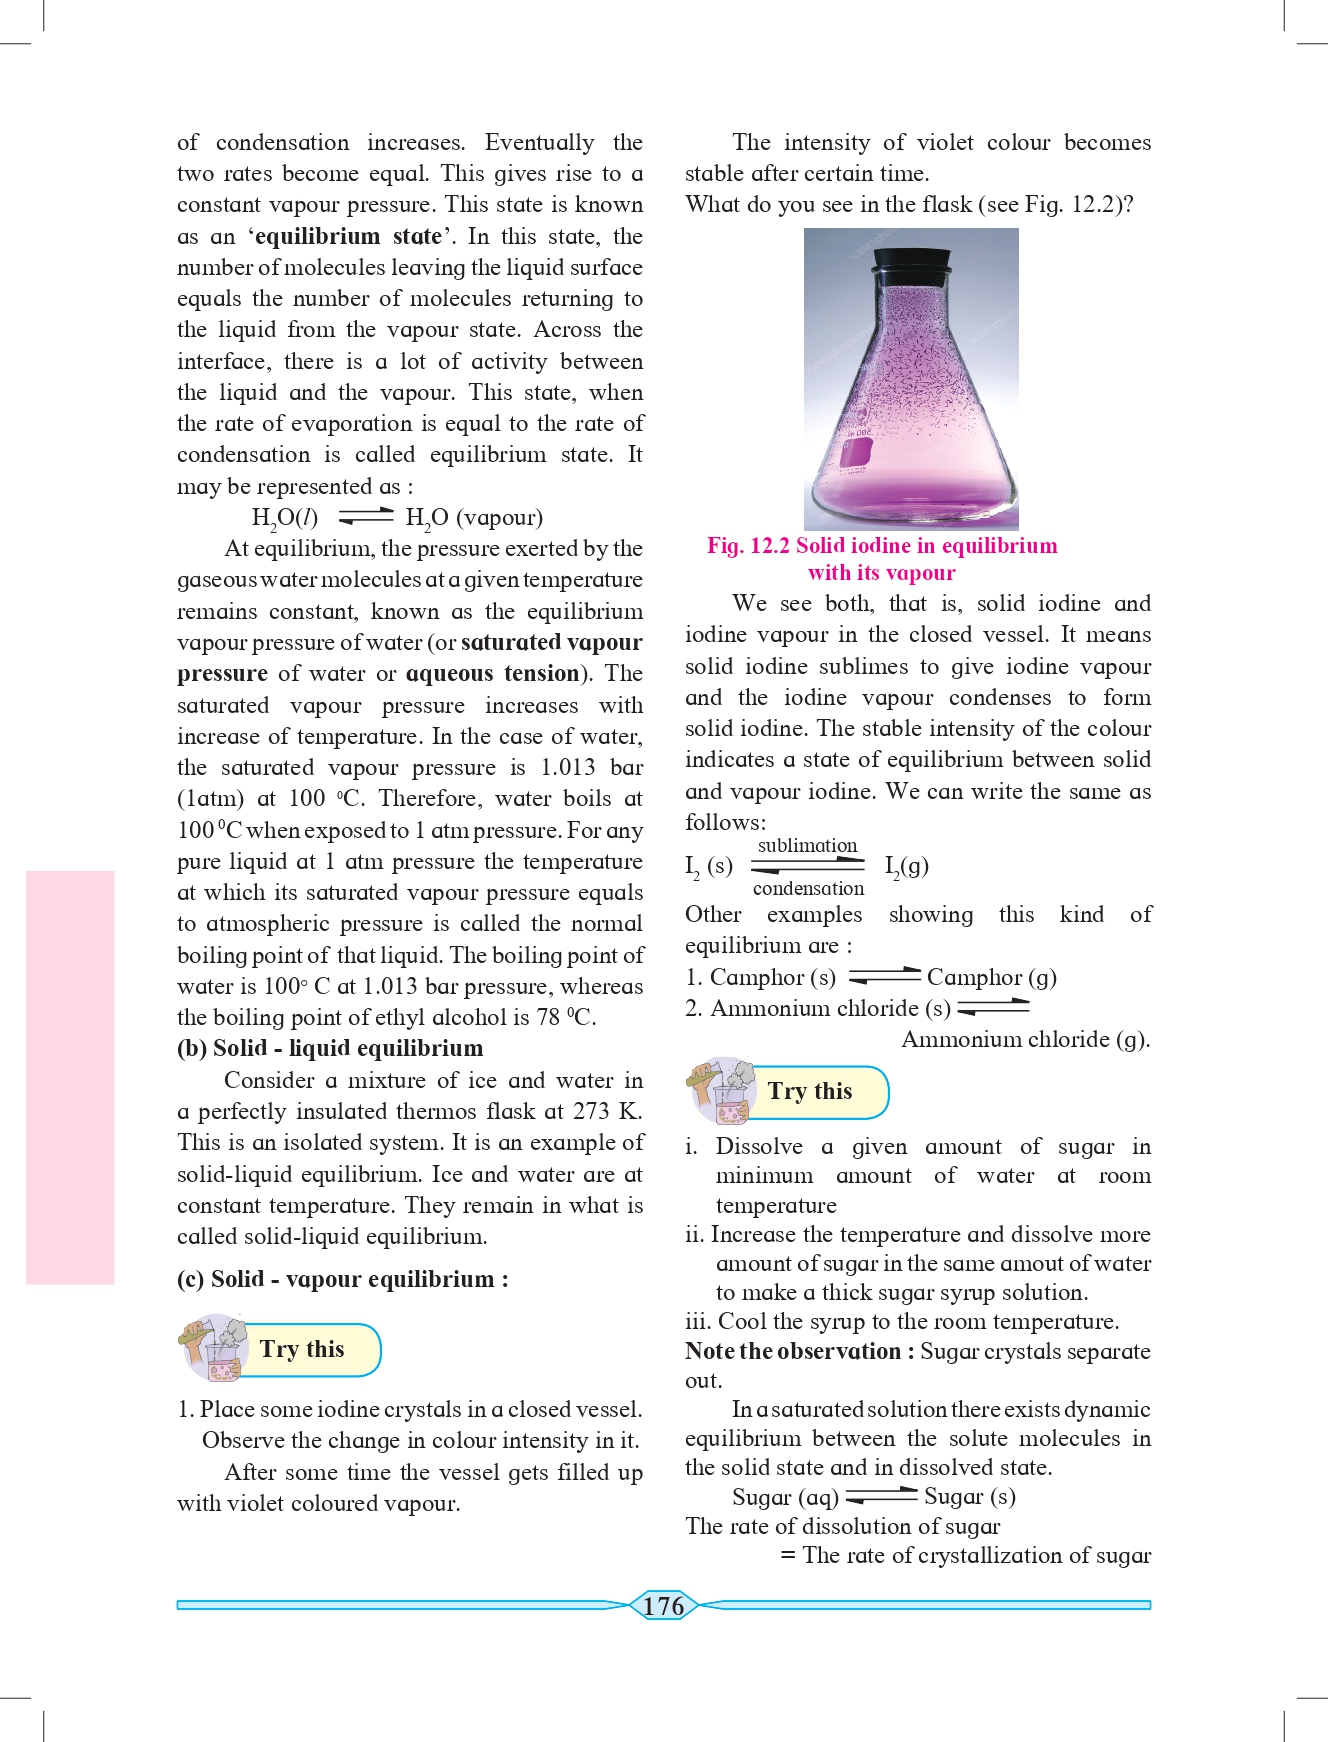 of condensation increases. Eventually the
two rates become equal. This gives rise to a
constant vapour pressure. This state is known
as an ‘equilibrium state’. In this state, the
number of molecules leaving the liquid surface
equals the number of molecules returning to
the liquid from the vapour state. Across the
interface, there is a lot of activity between
the liquid and the vapour. This state, when
the rate of evaporation is equal to the rate of
condensation is called equilibrium state. It
may be represented as :
H₂O(l) ⇌ H₂O (vapour)
At equilibrium, the pressure exerted by the
gaseous water molecules at a given temperature
remains constant, known as the equilibrium
vapour pressure of water (or saturated vapour
pressure of water or aqueous tension). The
saturated vapour pressure increases with
increase of temperature. In the case of water,
the saturated vapour pressure is 1.013 bar
(1atm) at 100 ⁰C. Therefore, water boils at
100 ⁰C when exposed to 1 atm pressure. For any
pure liquid at 1 atm pressure the temperature
at which its saturated vapour pressure equals
to atmospheric pressure is called the normal
boiling point of that liquid. The boiling point of
water is 100° C at 1.013 bar pressure, whereas
the boiling point of ethyl alcohol is 78 ⁰C.
(b) Solid - liquid equilibrium
Consider a mixture of ice and water in
a perfectly insulated thermos flask at 273 K.
This is an isolated system. It is an example of
solid-liquid equilibrium. Ice and water are at
constant temperature. They remain in what is
called solid-liquid equilibrium.
(c) Solid - vapour equilibrium :
Try this
1. Place some iodine crystals in a closed vessel.
Observe the change in colour intensity in it.
After some time the vessel gets filled up
with violet coloured vapour.
The intensity of violet colour becomes
stable after certain time.
What do you see in the flask (see Fig. 12.2)?
Fig. 12.2 Solid iodine in equilibrium
with its vapour
We see both, that is, solid iodine and
iodine vapour in the closed vessel. It means
solid iodine sublimes to give iodine vapour
and the iodine vapour condenses to form
solid iodine. The stable intensity of the colour
indicates a state of equilibrium between solid
and vapour iodine. We can write the same as
follows:
sublimation
I₂ (s) ⇌ I₂(g)
condensation
Other examples showing this kind of
equilibrium are :
1. Camphor (s) ⇌ Camphor (g)
2. Ammonium chloride (s) ⇌
Ammonium chloride (g).
Try this
i. Dissolve a given amount of sugar in
minimum amount of water at room
temperature
ii. Increase the temperature and dissolve more
amount of sugar in the same amout of water
to make a thick sugar syrup solution.
iii. Cool the syrup to the room temperature.
Note the observation : Sugar crystals separate
out.
In a saturated solution there exists dynamic
equilibrium between the solute molecules in
the solid state and in dissolved state.
Sugar (aq) ⇌ Sugar (s)
The rate of dissolution of sugar
= The rate of crystallization of sugar
176